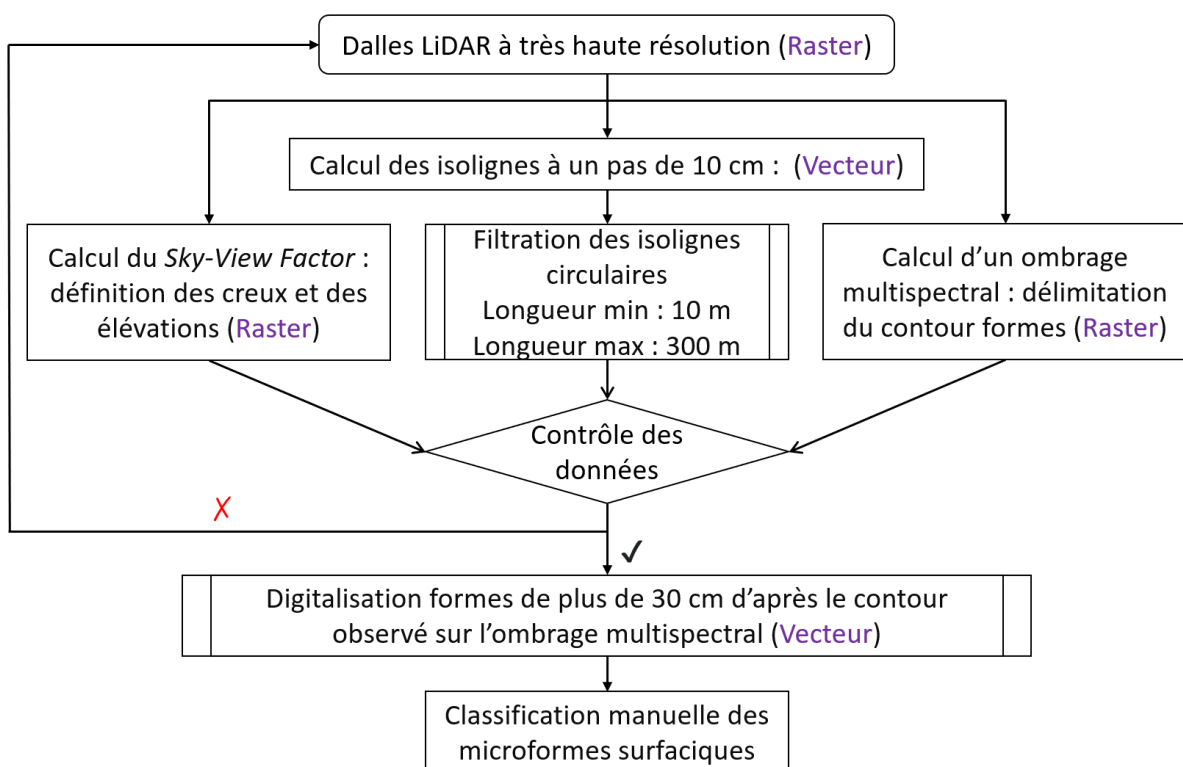 Dalles LiDAR à très haute résolution (Raster)
Calcul des isolignes à un pas de 10 cm : (Vecteur)
Calcul du Sky-View Factor :
définition des creux et des
élévations (Raster)
Filtration des isolignes
circulaires
Longueur min : 10 m
Longueur max : 300 m
Calcul d’un ombrage
multispectral : délimitation
du contour formes (Raster)
Contrôle des
données
✗
✓
Digitalisation formes de plus de 30 cm d’après le contour
observé sur l’ombrage multispectral (Vecteur)
Classification manuelle des
microformes surfaciques